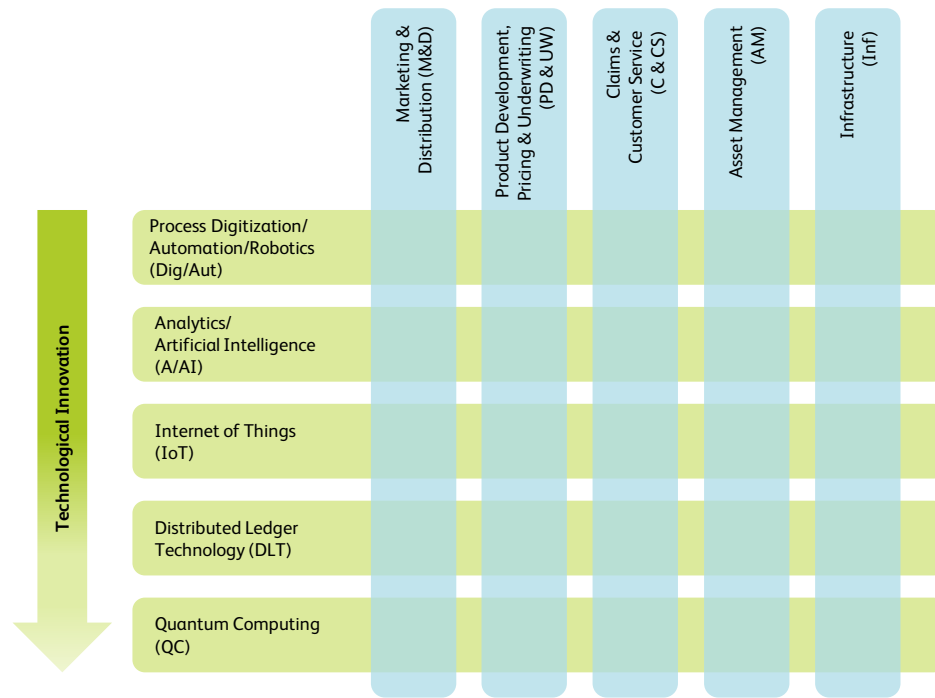 Marketing &
Distribution (M&D)
Product Development,
Pricing & Underwriting
(PD & UW)
Claims &
Customer Service
(C & CS)
Asset Management
(AM)
Infrastructure
(Inf)
Technological Innovation
Process Digitization/
Automation/Robotics
(Dig/Aut)
Analytics/
Artificial Intelligence
(A/AI)
Internet of Things
(IoT)
Distributed Ledger
Technology (DLT)
Quantum Computing
(QC)